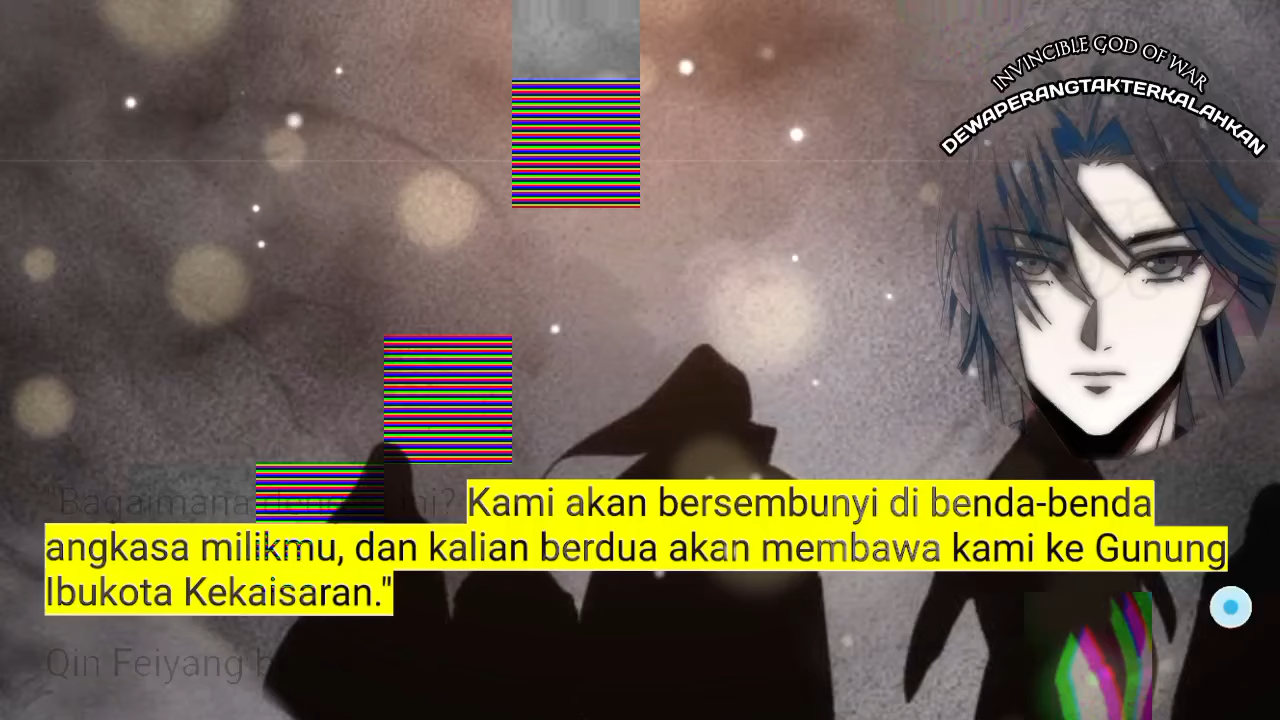 INVINCIBLE GOD OF WAR
DEWAPERANGTAKTERKALAHKAN
"Bagaimana ini? Kami akan bersembunyi di benda-benda
angkasa milikmu, dan kalian berdua akan membawa kami ke Gunung
Ibukota Kekaisaran."
Qin Feiyang